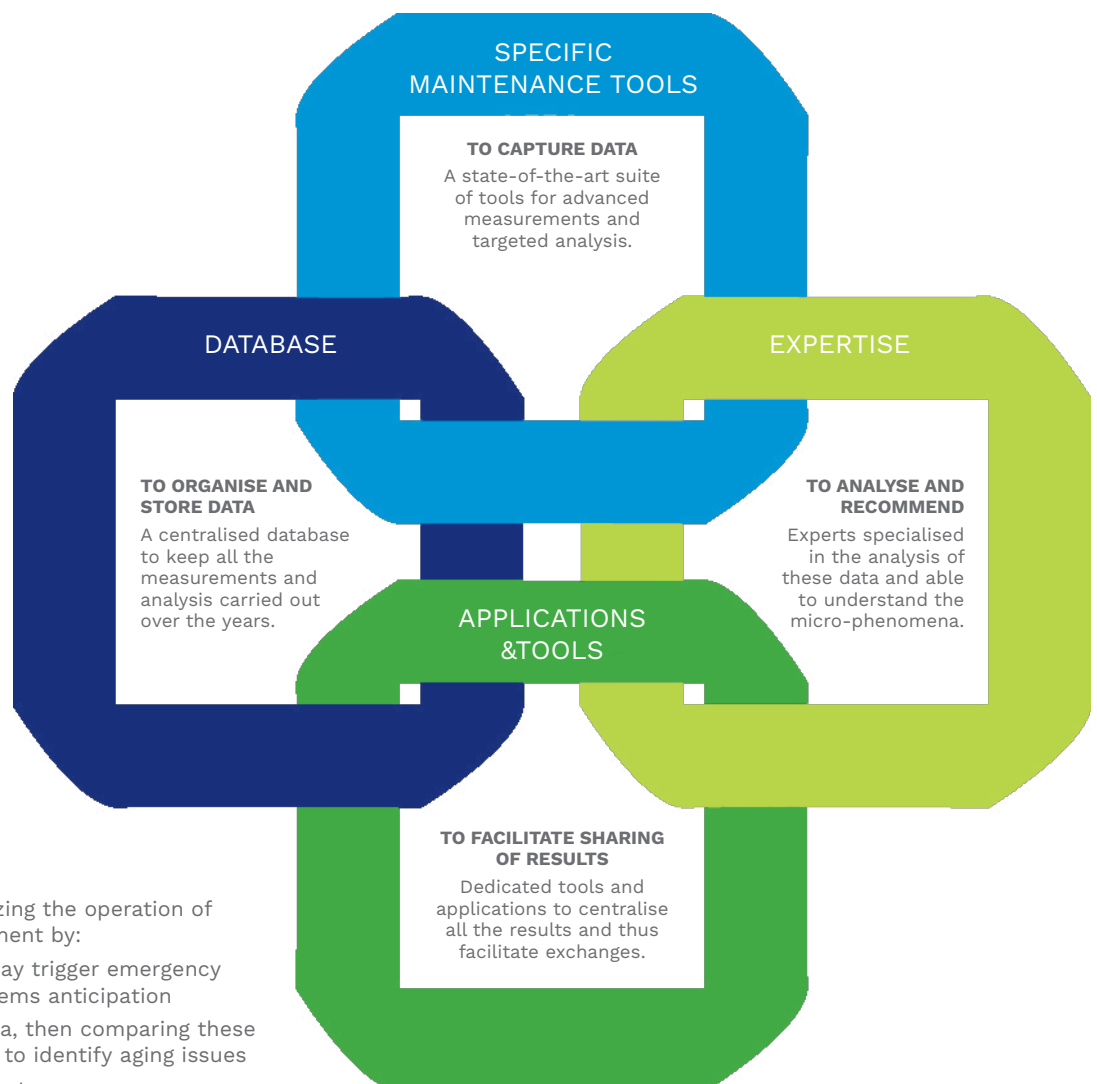 SPECIFIC
MAINTENANCE TOOLS
TO CAPTURE DATA
A state-of-the-art suite
of tools for advanced
measurements and
targeted analysis.
DATABASE
TO ORGANISE AND
STORE DATA
A centralised database
to keep all the
measurements and
analysis carried out
over the years.
EXPERTISE
TO ANALYSE AND
RECOMMEND
Experts specialised
in the analysis of
these data and able
to understand the
micro-phenomena.
APPLICATIONS
&TOOLS
TO FACILITATE SHARING
OF RESULTS
Dedicated tools and
applications to centralise
all the results and thus
facilitate exchanges.
the operation of
by:
trigger emergency
anticipation
then comparing these
to identify aging issues